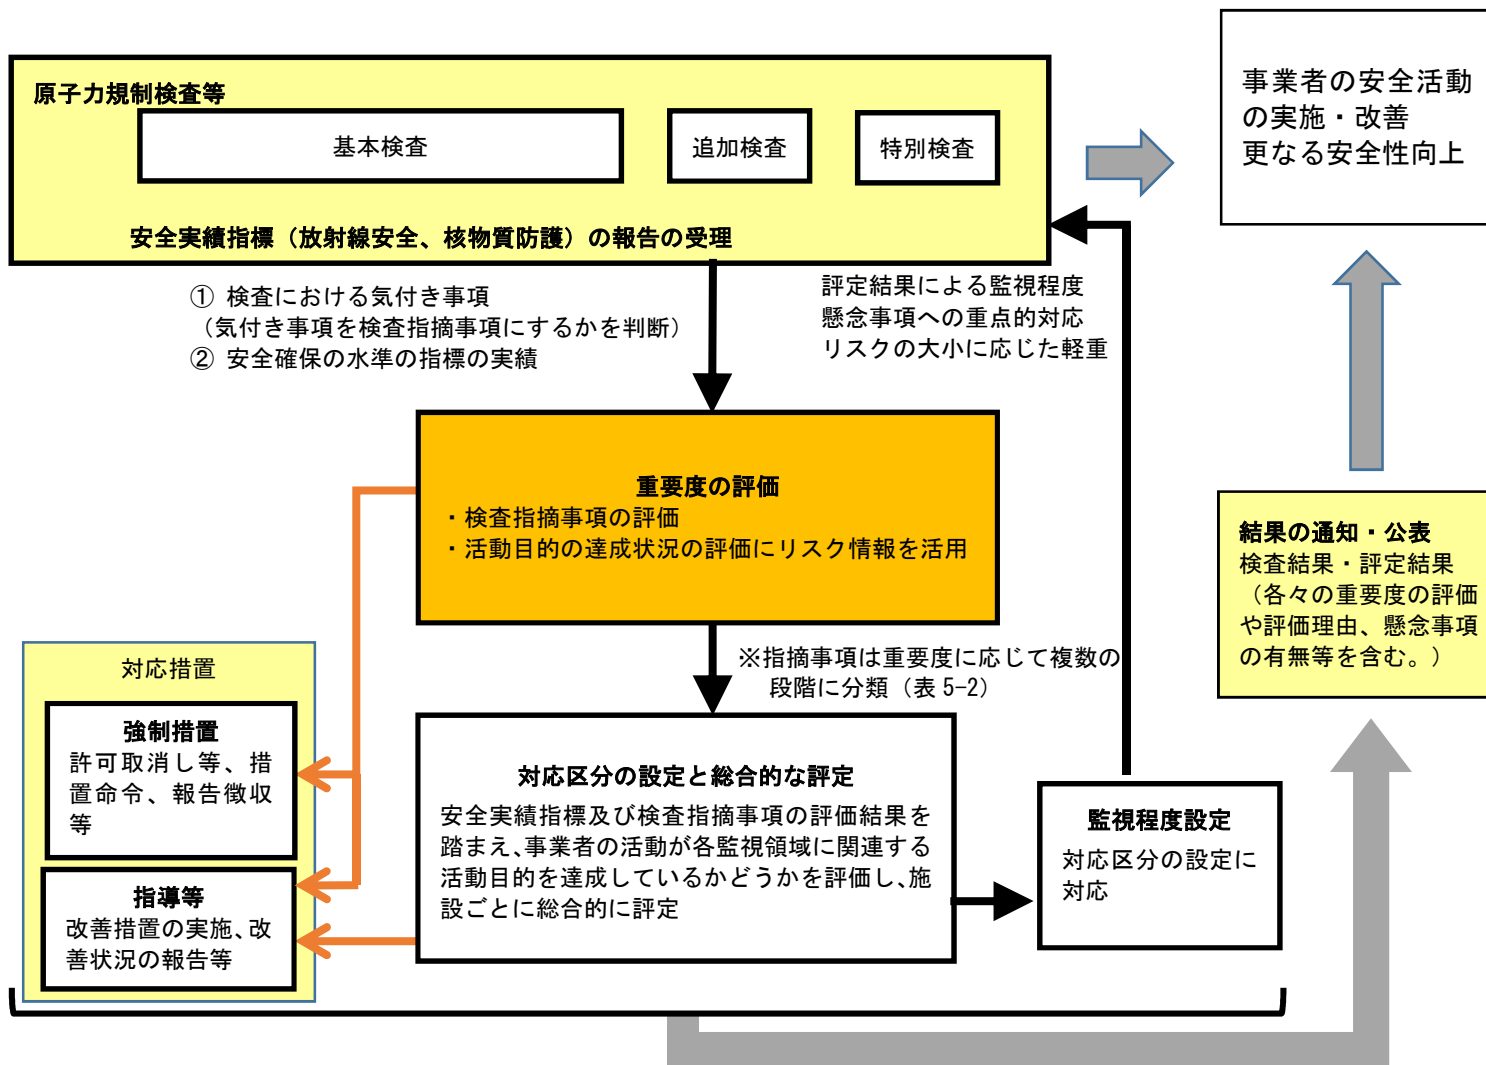 原子力規制検査等
基本検査
追加検査
特別検査
安全実績指標（放射線安全、核物質防護）の報告の受理
事業者の安全活動
の実施・改善
更なる安全性向上
① 検査における気付き事項
（気付き事項を検査指摘事項にするかを判断）
② 安全確保の水準の指標の実績
評定結果による監視程度
懸念事項への重点的対応
リスクの大小に応じた軽重
重要度の評価
・検査指摘事項の評価
・活動目的の達成状況の評価にリスク情報を活用
結果の通知・公表
検査結果・評定結果
（各々の重要度の評価
や評価理由、懸念事項
の有無等を含む。）
※指摘事項は重要度に応じて複数の
段階に分類（表 5-2）
対応措置
強制措置
許可取消し等、措
置命令、報告徴収
等
指導等
改善措置の実施、改
善状況の報告等
対応区分の設定と総合的な評定
安全実績指標及び検査指摘事項の評価結果を
踏まえ、事業者の活動が各監視領域に関連する
活動目的を達成しているかどうかを評価し、施
設ごとに総合的に評定
監視程度設定
対応区分の設定に
対応